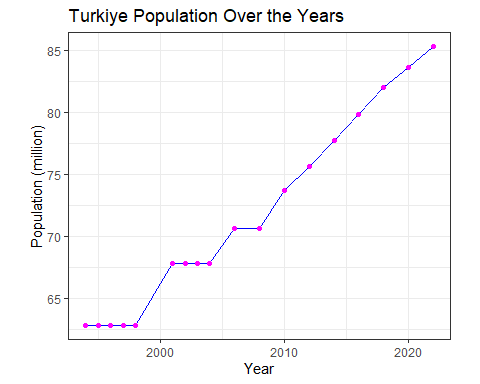 Turkiye Population Over the Years
Population (million)
85
80
75
70
65
2000 2010 2020
Year